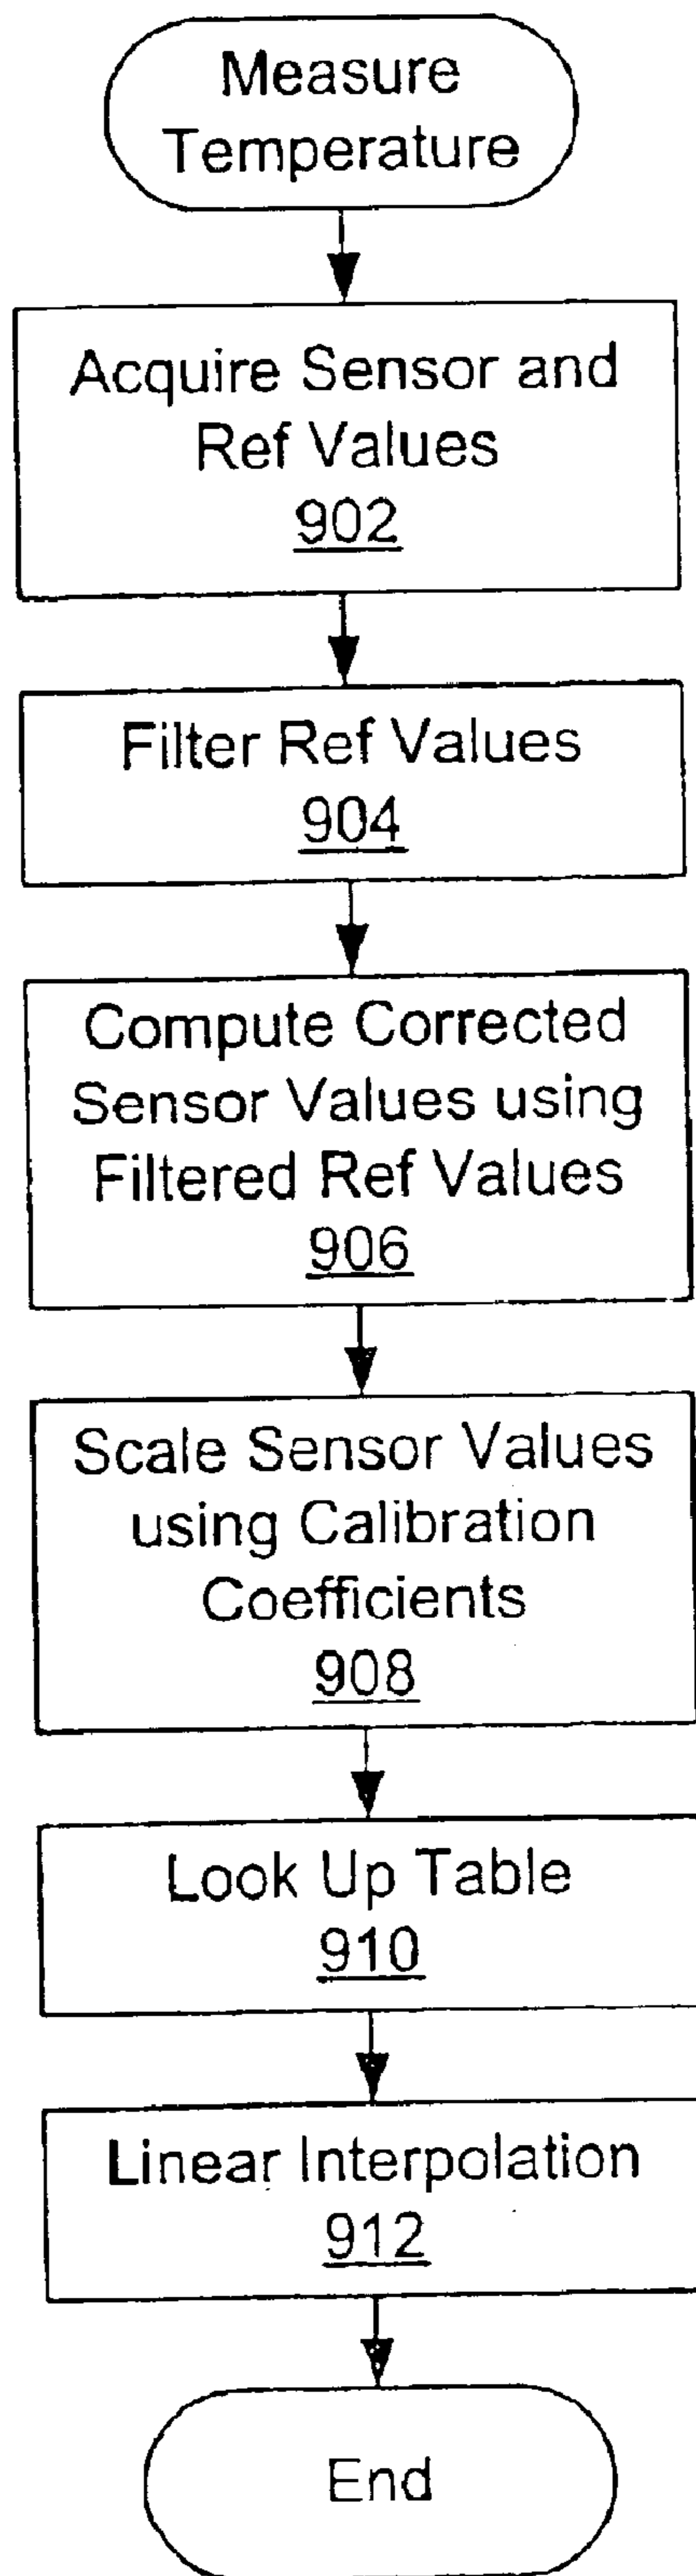 Measure
Temperature
Acquire Sensor and
Ref Values
902
Filter Ref Values
904
Compute Corrected
Sensor Values using
Filtered Ref Values
906
Scale Sensor Values
using Calibration
Coefficients
908
Look Up Table
910
Linear Interpolation
912
End